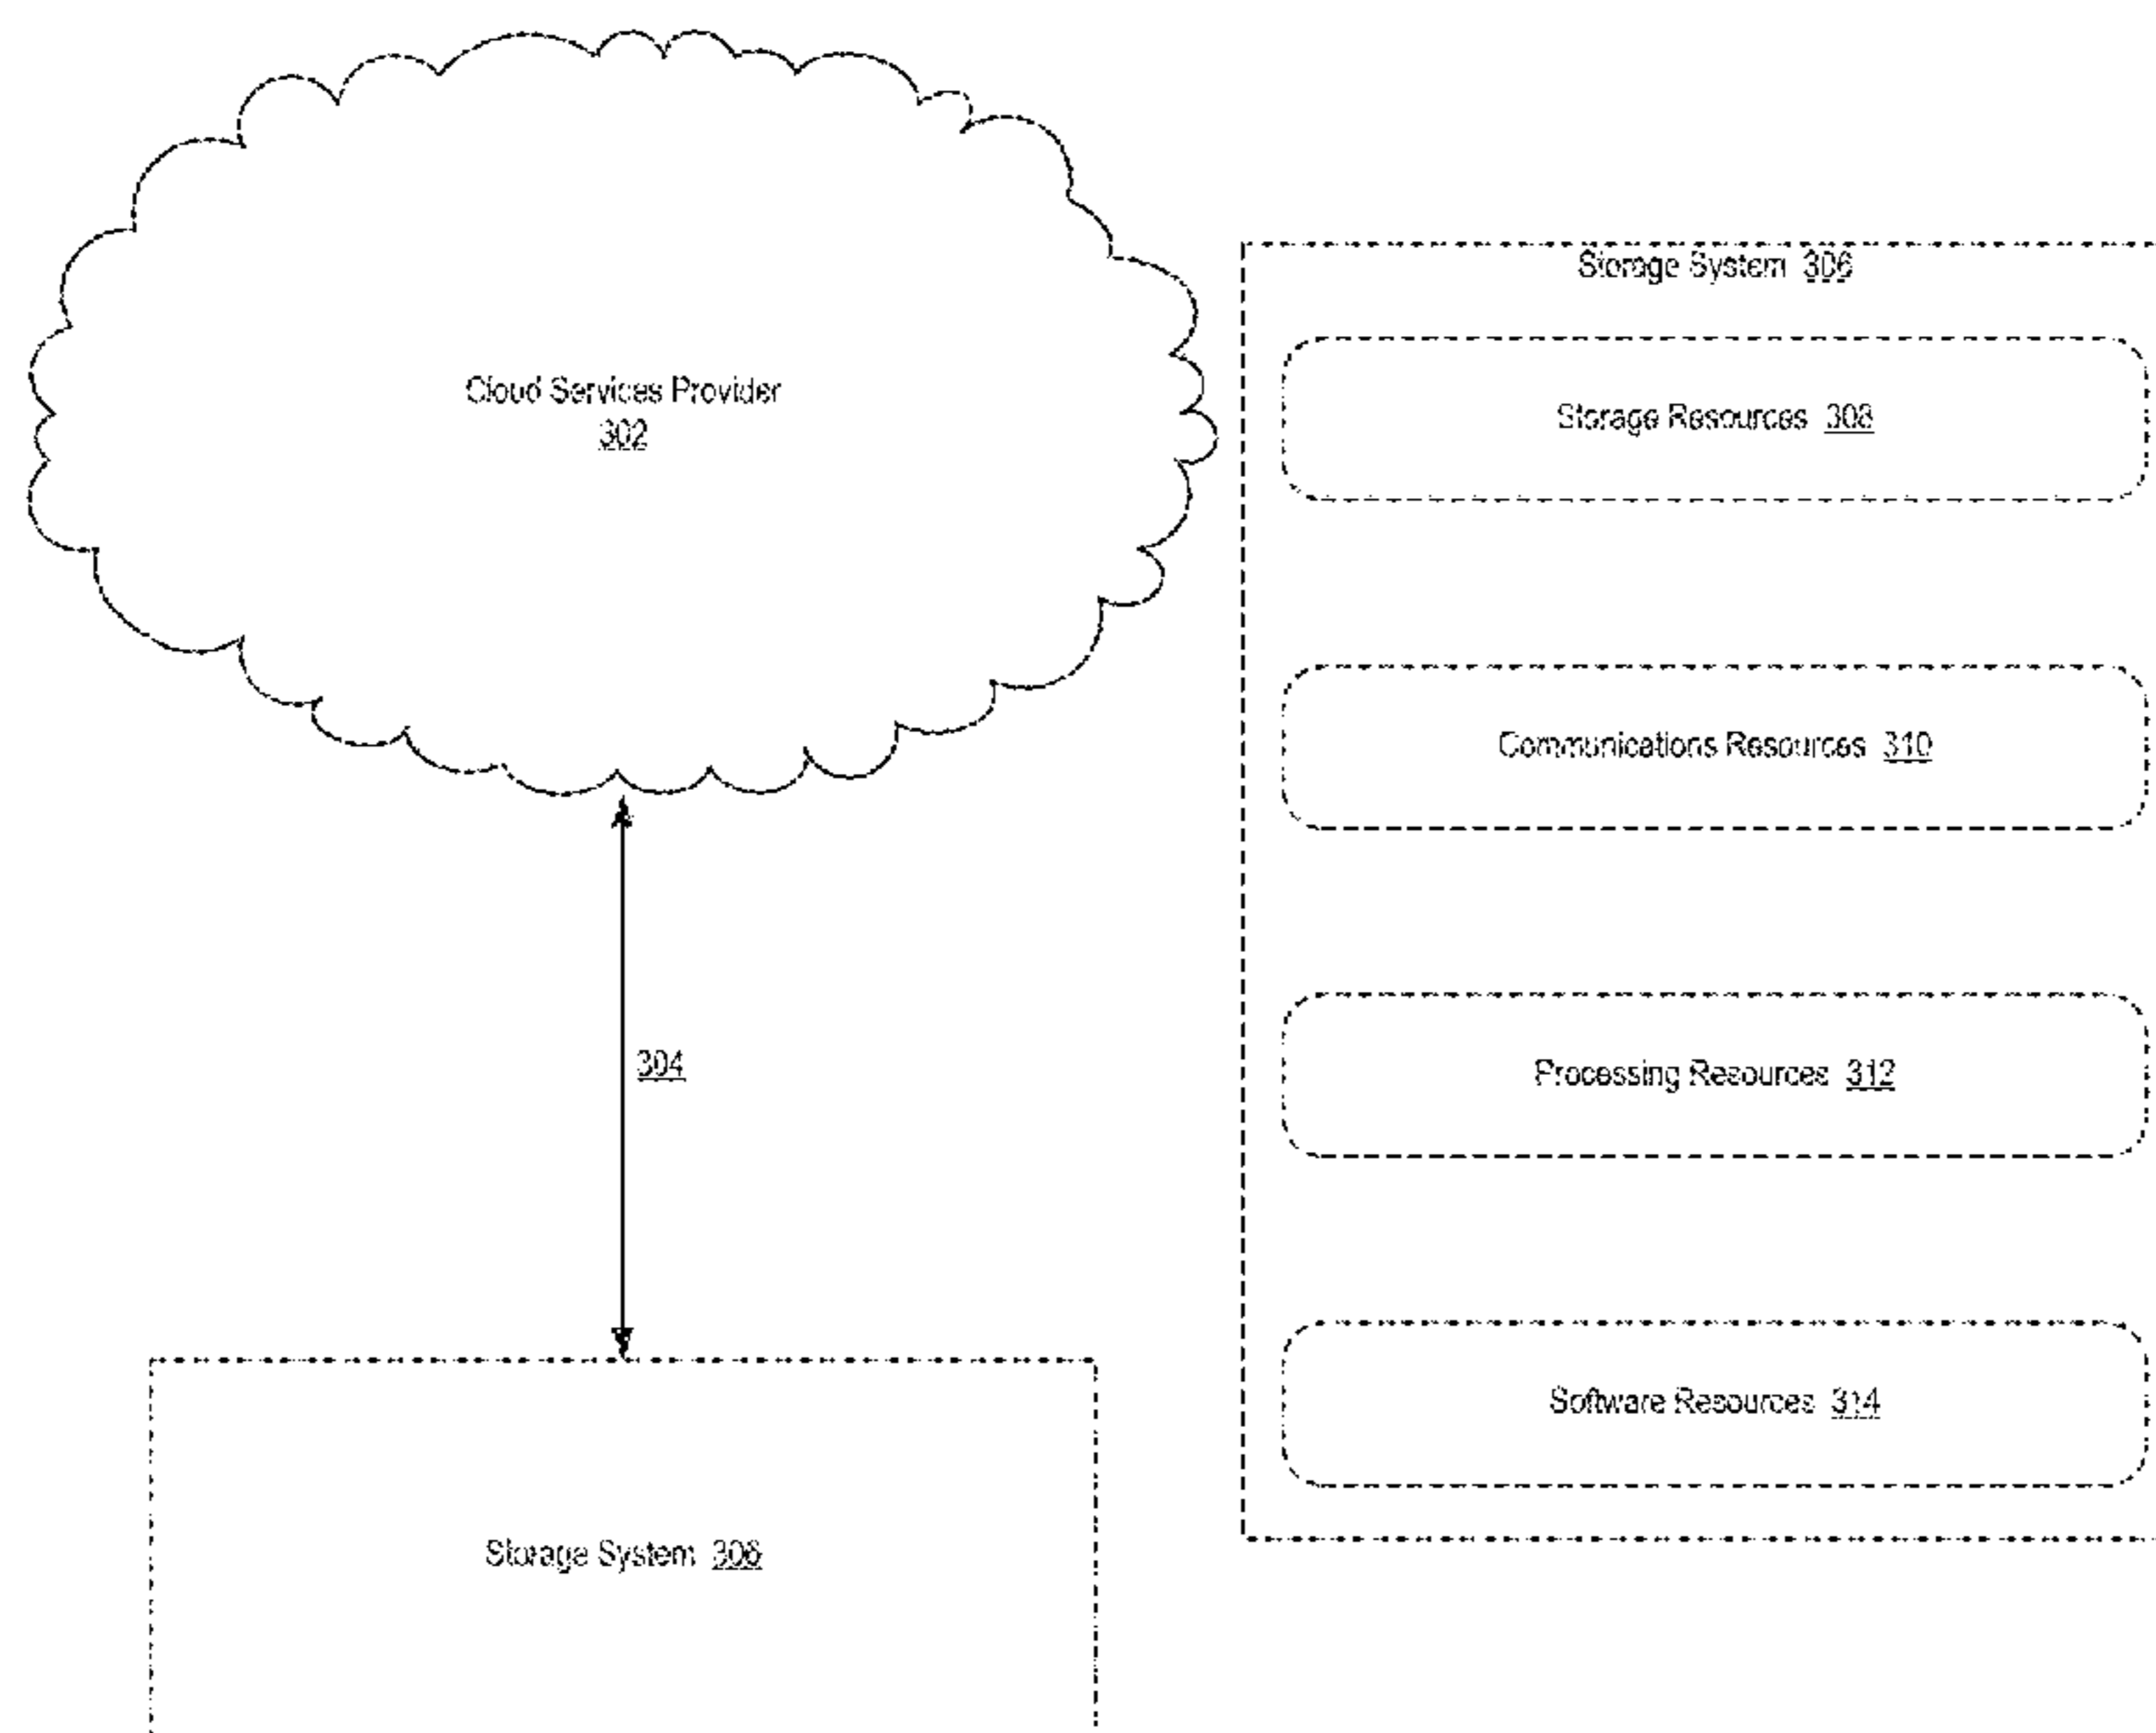 Cloud Services Provider
302
304
Storage System 306
Storage System 306
Storage Resources 308
Communications Resources 310
Processing Resources 312
Software Resources 314